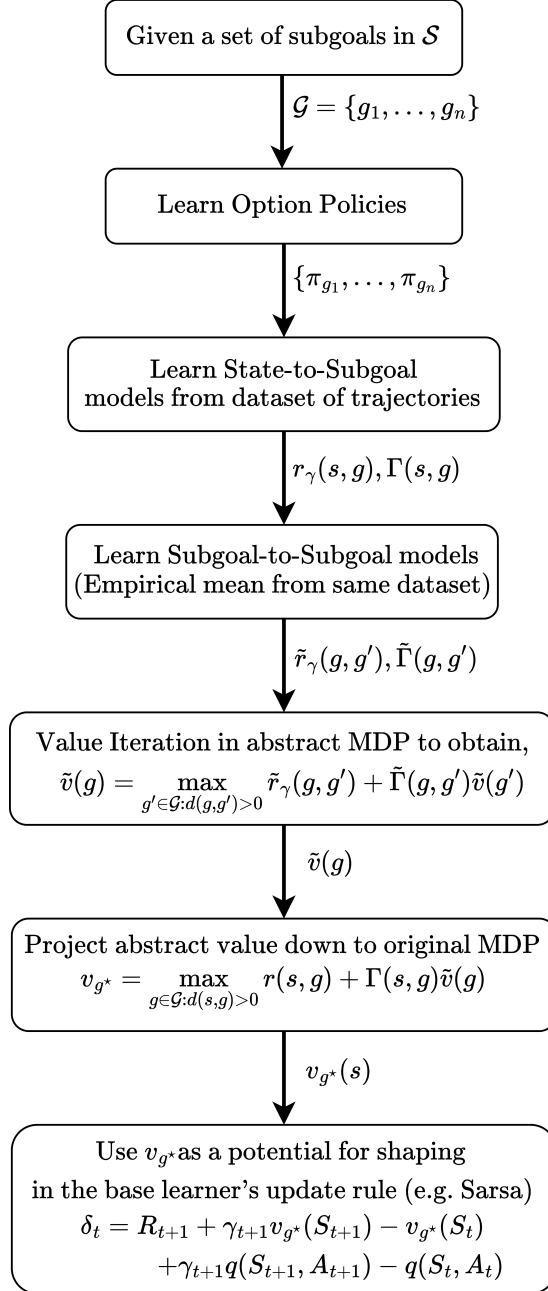 Given a set of subgoals in 𝒮
𝒢 = {g₁, . . . , gₙ}
Learn Option Policies
{π_{g₁}, . . . , π_{gₙ}}
Learn State-to-Subgoal
models from dataset of trajectories
r_γ(s, g), Γ(s, g)
Learn Subgoal-to-Subgoal models
(Empirical mean from same dataset)
r̃_γ(g, g′), Γ̃(g, g′)
Value Iteration in abstract MDP to obtain,
ṽ(g) = max_{g′∈𝒢:d(g,g′)>0} r̃_γ(g, g′) + Γ̃(g, g′)ṽ(g′)
ṽ(g)
Project abstract value down to original MDP
v_{g⋆} = max_{g∈𝒢:d(s,g)>0} r(s, g) + Γ(s, g)ṽ(g)
v_{g⋆}(s)
Use v_{g⋆} as a potential for shaping
in the base learner's update rule (e.g. Sarsa)
δ_t = R_{t+1} + γ_{t+1}v_{g⋆}(S_{t+1}) − v_{g⋆}(S_t)
+γ_{t+1}q(S_{t+1}, A_{t+1}) − q(S_t, A_t)